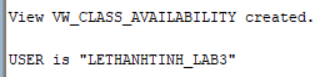 View VW_CLASS_AVAILABILITY created.
USER is "LETHANHTINH_LAB3"